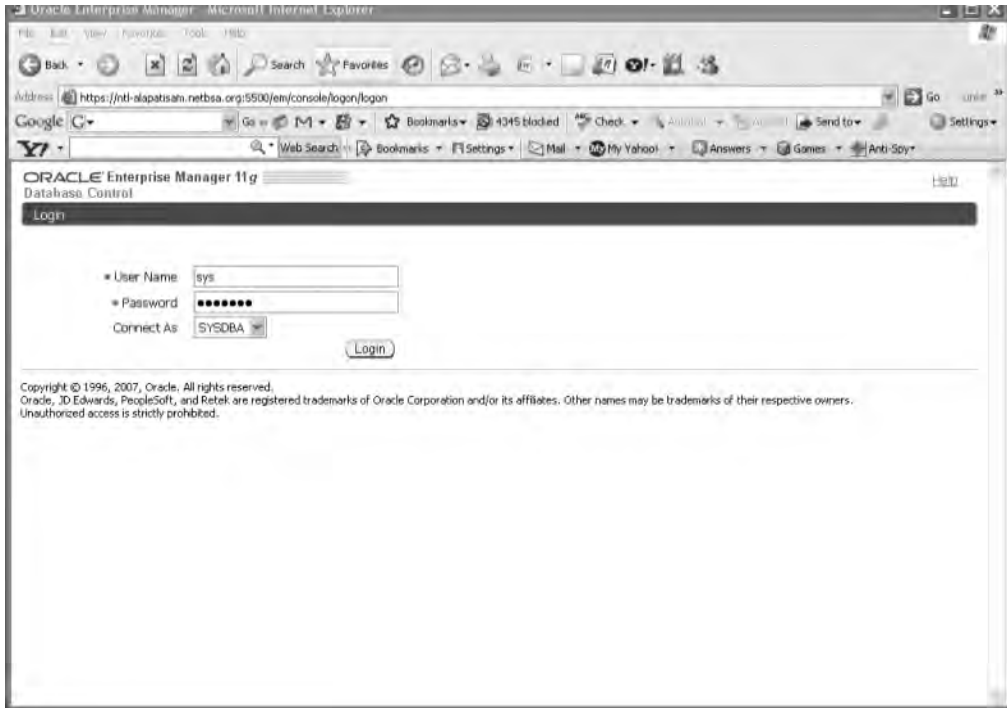 Oracle Enterprise Manager - Microsoft Internet Explorer
File Edit View Favorites Tools Help
Back Search Favorites
Address https://ntl-alapatisam.netbsa.org:5500/em/console/logon/logon Go
Google G Go M Bookmarks 4345 blocked Check Send to Settings
Y! Web Search Bookmarks Settings Mail My Yahoo! Answers Games Anti-Spy
ORACLE Enterprise Manager 11g
Database Control
Help
Login
* User Name sys
* Password •••••••
Connect As SYSDBA
Login
Copyright © 1996, 2007, Oracle. All rights reserved.
Oracle, JD Edwards, PeopleSoft, and Retek are registered trademarks of Oracle Corporation and/or its affiliates. Other names may be trademarks of their respective owners.
Unauthorized access is strictly prohibited.